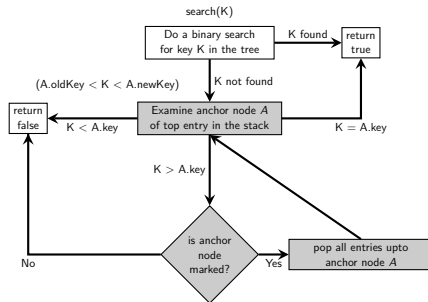 search(K)
Do a binary search
for key K in the tree
K found
return
true
K not found
(A.oldKey < K < A.newKey)
return
false
Examine anchor node A
of top entry in the stack
K < A.key
K = A.key
K > A.key
is anchor
node
marked?
No
Yes
pop all entries upto
anchor node A